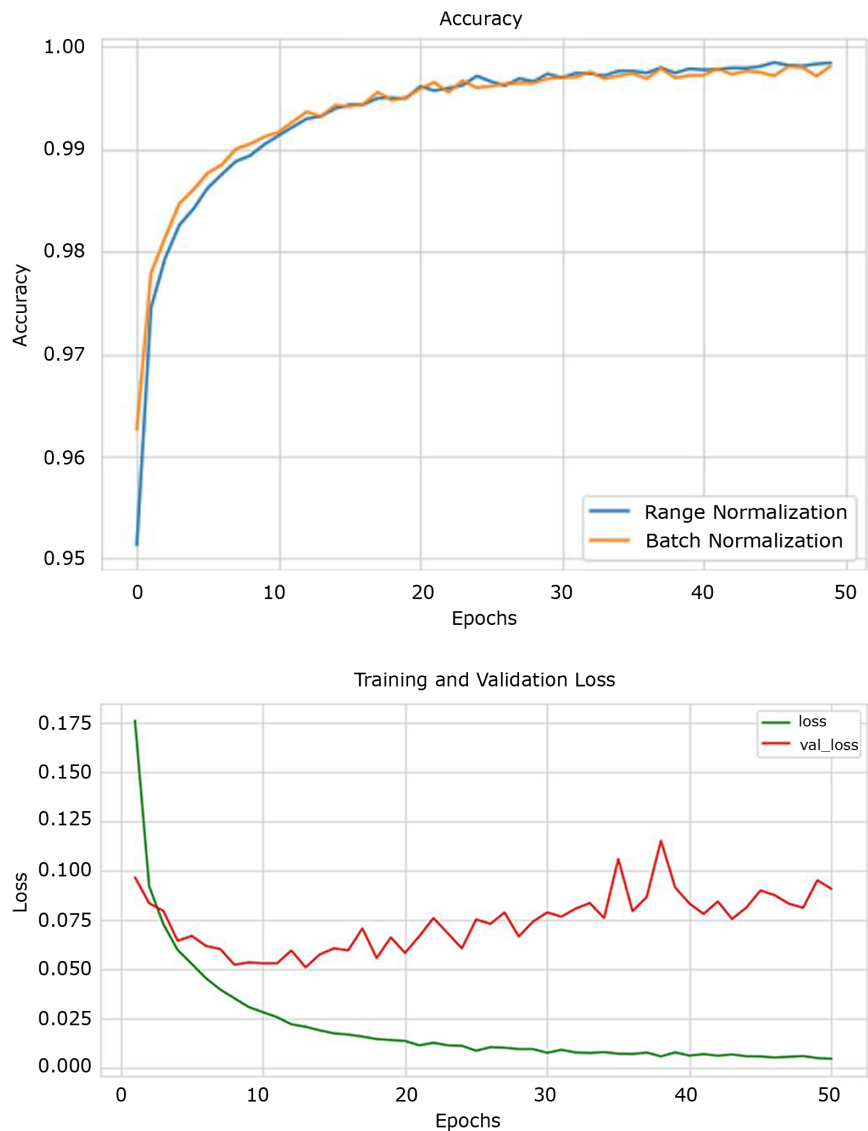 Accuracy
1.00
0.99
0.98
0.97
0.96
0.95
Accuracy
Range Normalization
Batch Normalization
0 10 20 30 40 50
Epochs
Training and Validation Loss
0.175
0.150
0.125
0.100
0.075
0.050
0.025
0.000
Loss
loss
val_loss
0 10 20 30 40 50
Epochs